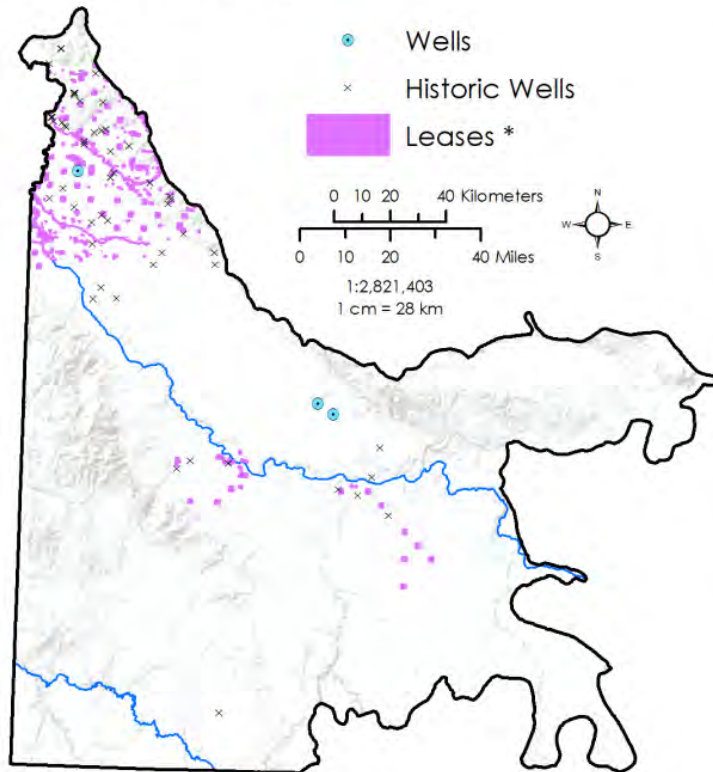 Wells
Historic Wells
Leases *
0 10 20 40 Kilometers
0 10 20 40 Miles
1:2,821,403
1 cm = 28 km
N
W E
S